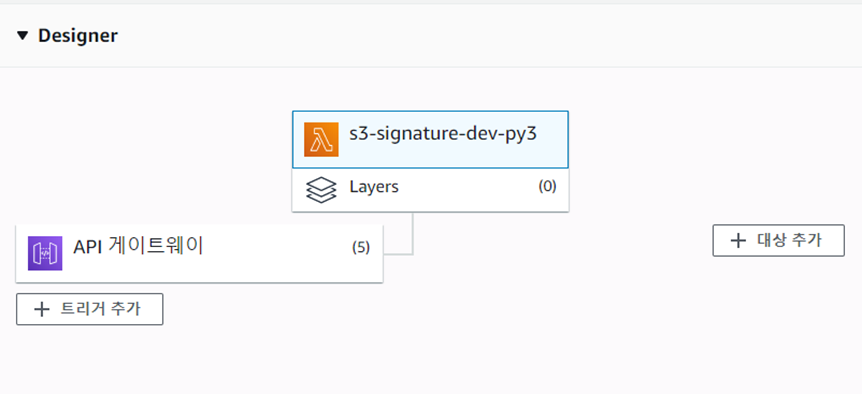 Designer
s3-signature-dev-py3
Layers (0)
API 게이트웨이 (5)
+ 대상 추가
+ 트리거 추가